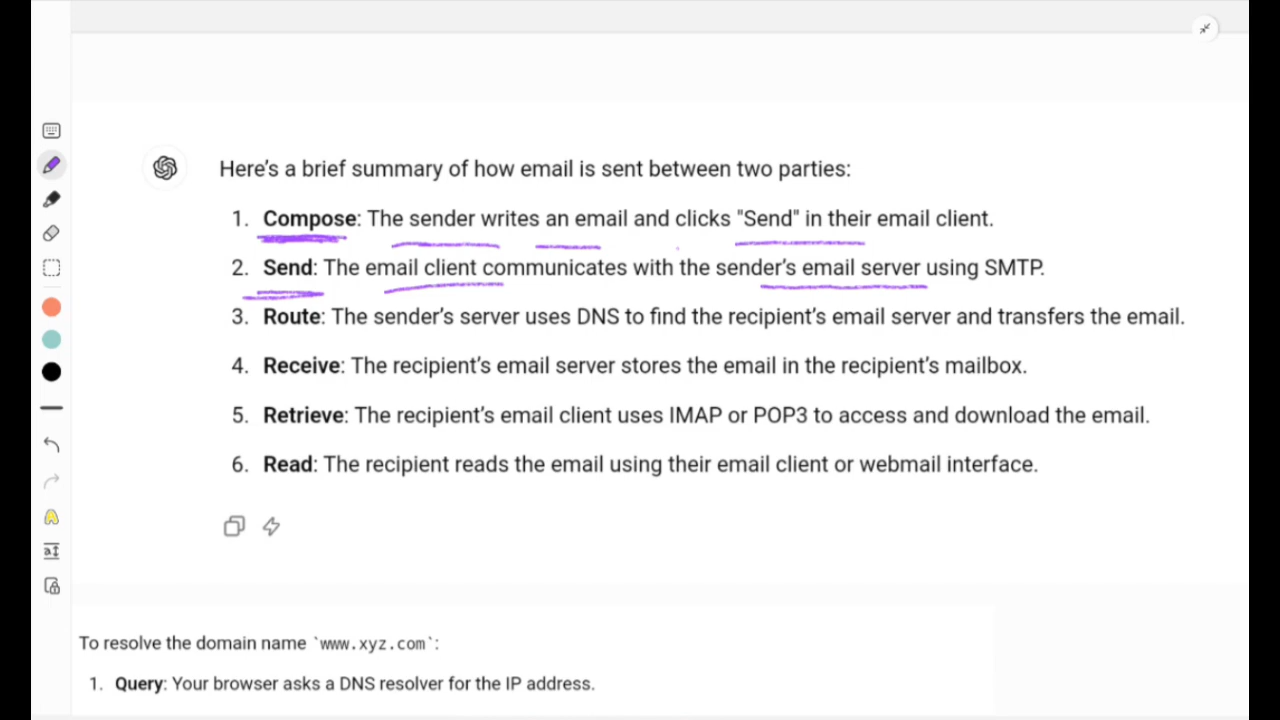 Here's a brief summary of how email is sent between two parties:
1. Compose: The sender writes an email and clicks "Send" in their email client.
2. Send: The email client communicates with the sender's email server using SMTP.
3. Route: The sender's server uses DNS to find the recipient's email server and transfers the email.
4. Receive: The recipient's email server stores the email in the recipient's mailbox.
5. Retrieve: The recipient's email client uses IMAP or POP3 to access and download the email.
6. Read: The recipient reads the email using their email client or webmail interface.
To resolve the domain name `www.xyz.com`:
1. Query: Your browser asks a DNS resolver for the IP address.